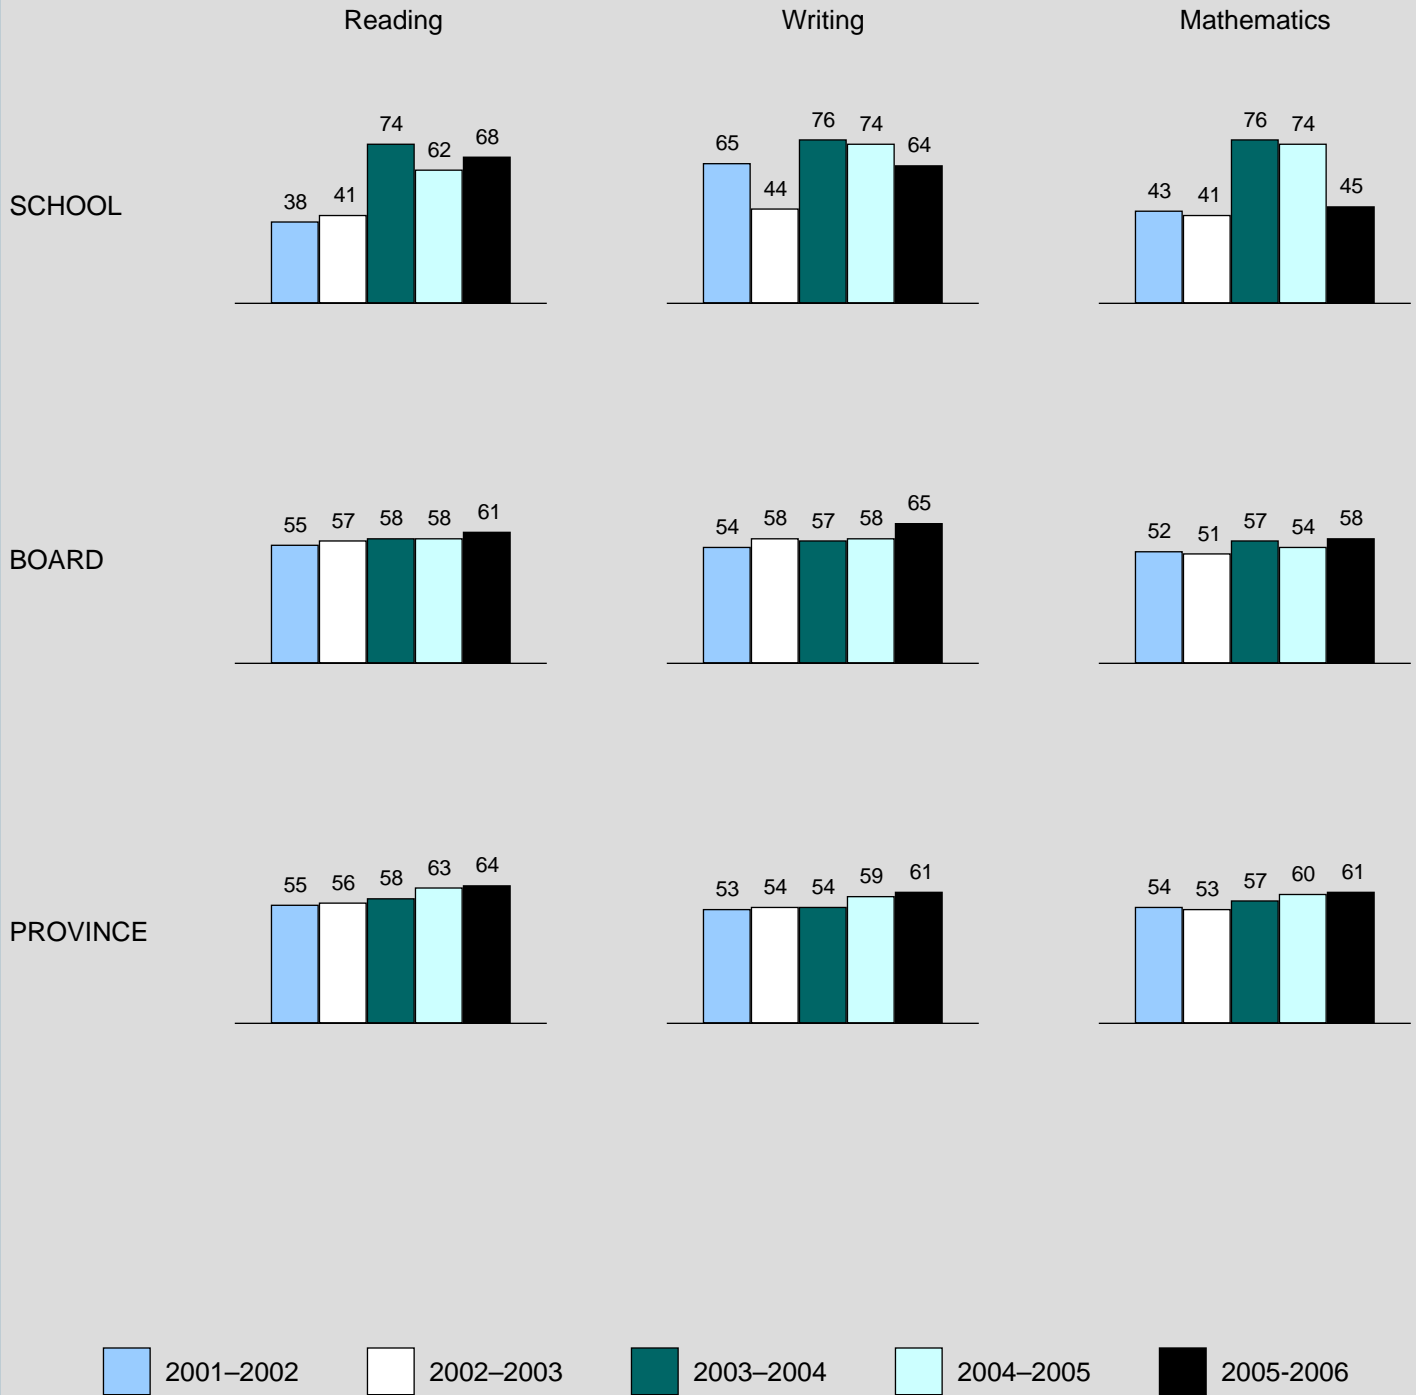 Reading Writing Mathematics
SCHOOL
38 41 74 62 68
65 44 76 74 64
43 41 76 74 45
BOARD
55 57 58 58 61
54 58 57 58 65
52 51 57 54 58
PROVINCE
55 56 58 63 64
53 54 54 59 61
54 53 57 60 61
2001–2002 2002–2003 2003–2004 2004–2005 2005-2006